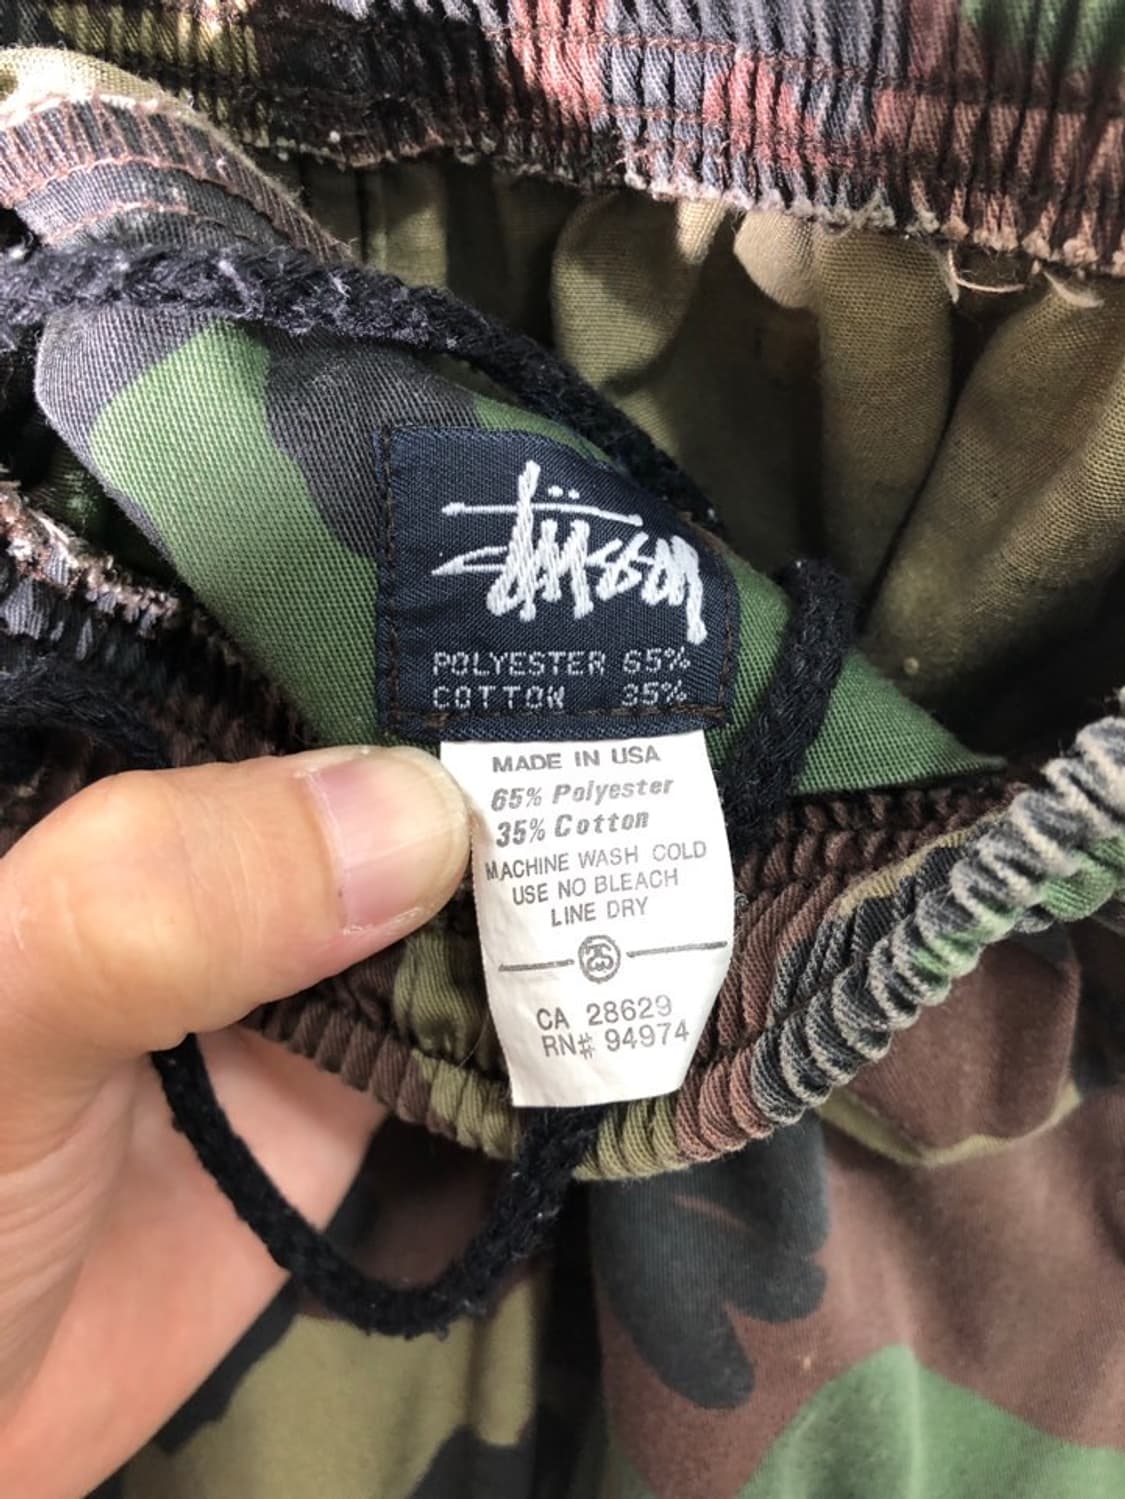 Stüssy
POLYESTER 65%
COTTON 35%
MADE IN USA
65% Polyester
35% Cotton
MACHINE WASH COLD
USE NO BLEACH
LINE DRY
CA 28629
RN# 94974